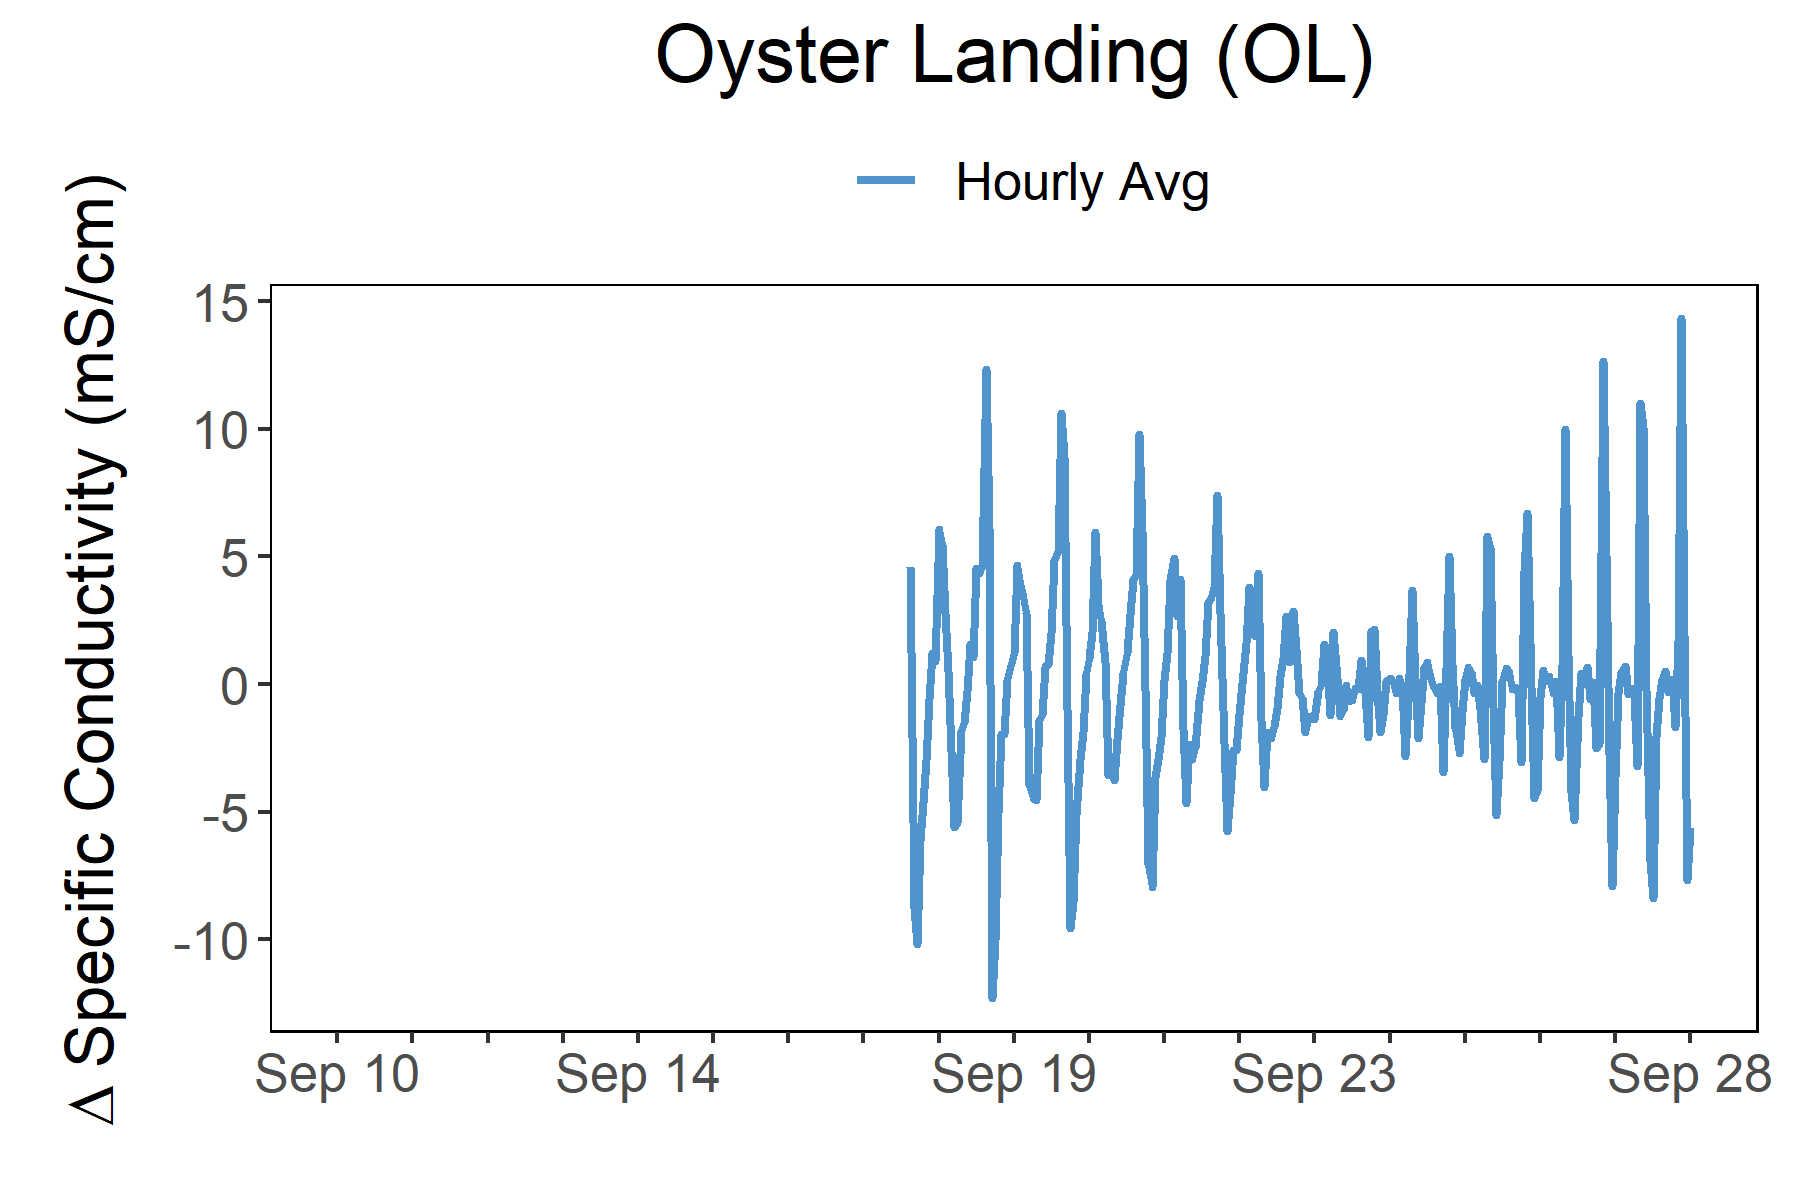 Oyster Landing (OL)
Hourly Avg
Δ Specific Conductivity (mS/cm)
15
10
5
0
-5
-10
Sep 10 Sep 14 Sep 19 Sep 23 Sep 28